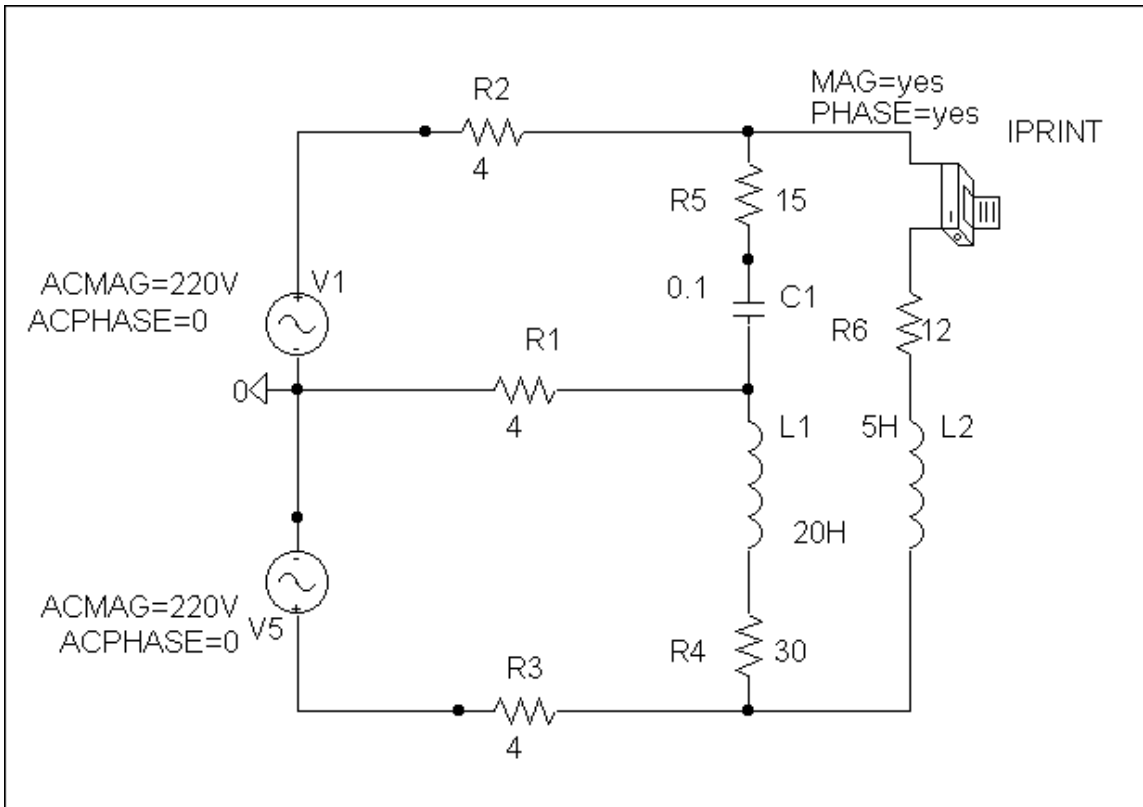 MAG=yes
PHASE=yes
IPRINT
R2
4
R5
15
0.1
C1
ACMAG=220V
ACPHASE=0
V1
+
-
R6
12
R1
4
0
L1
5H
L2
20H
-
+
ACMAG=220V
ACPHASE=0
V5
R4
30
R3
4